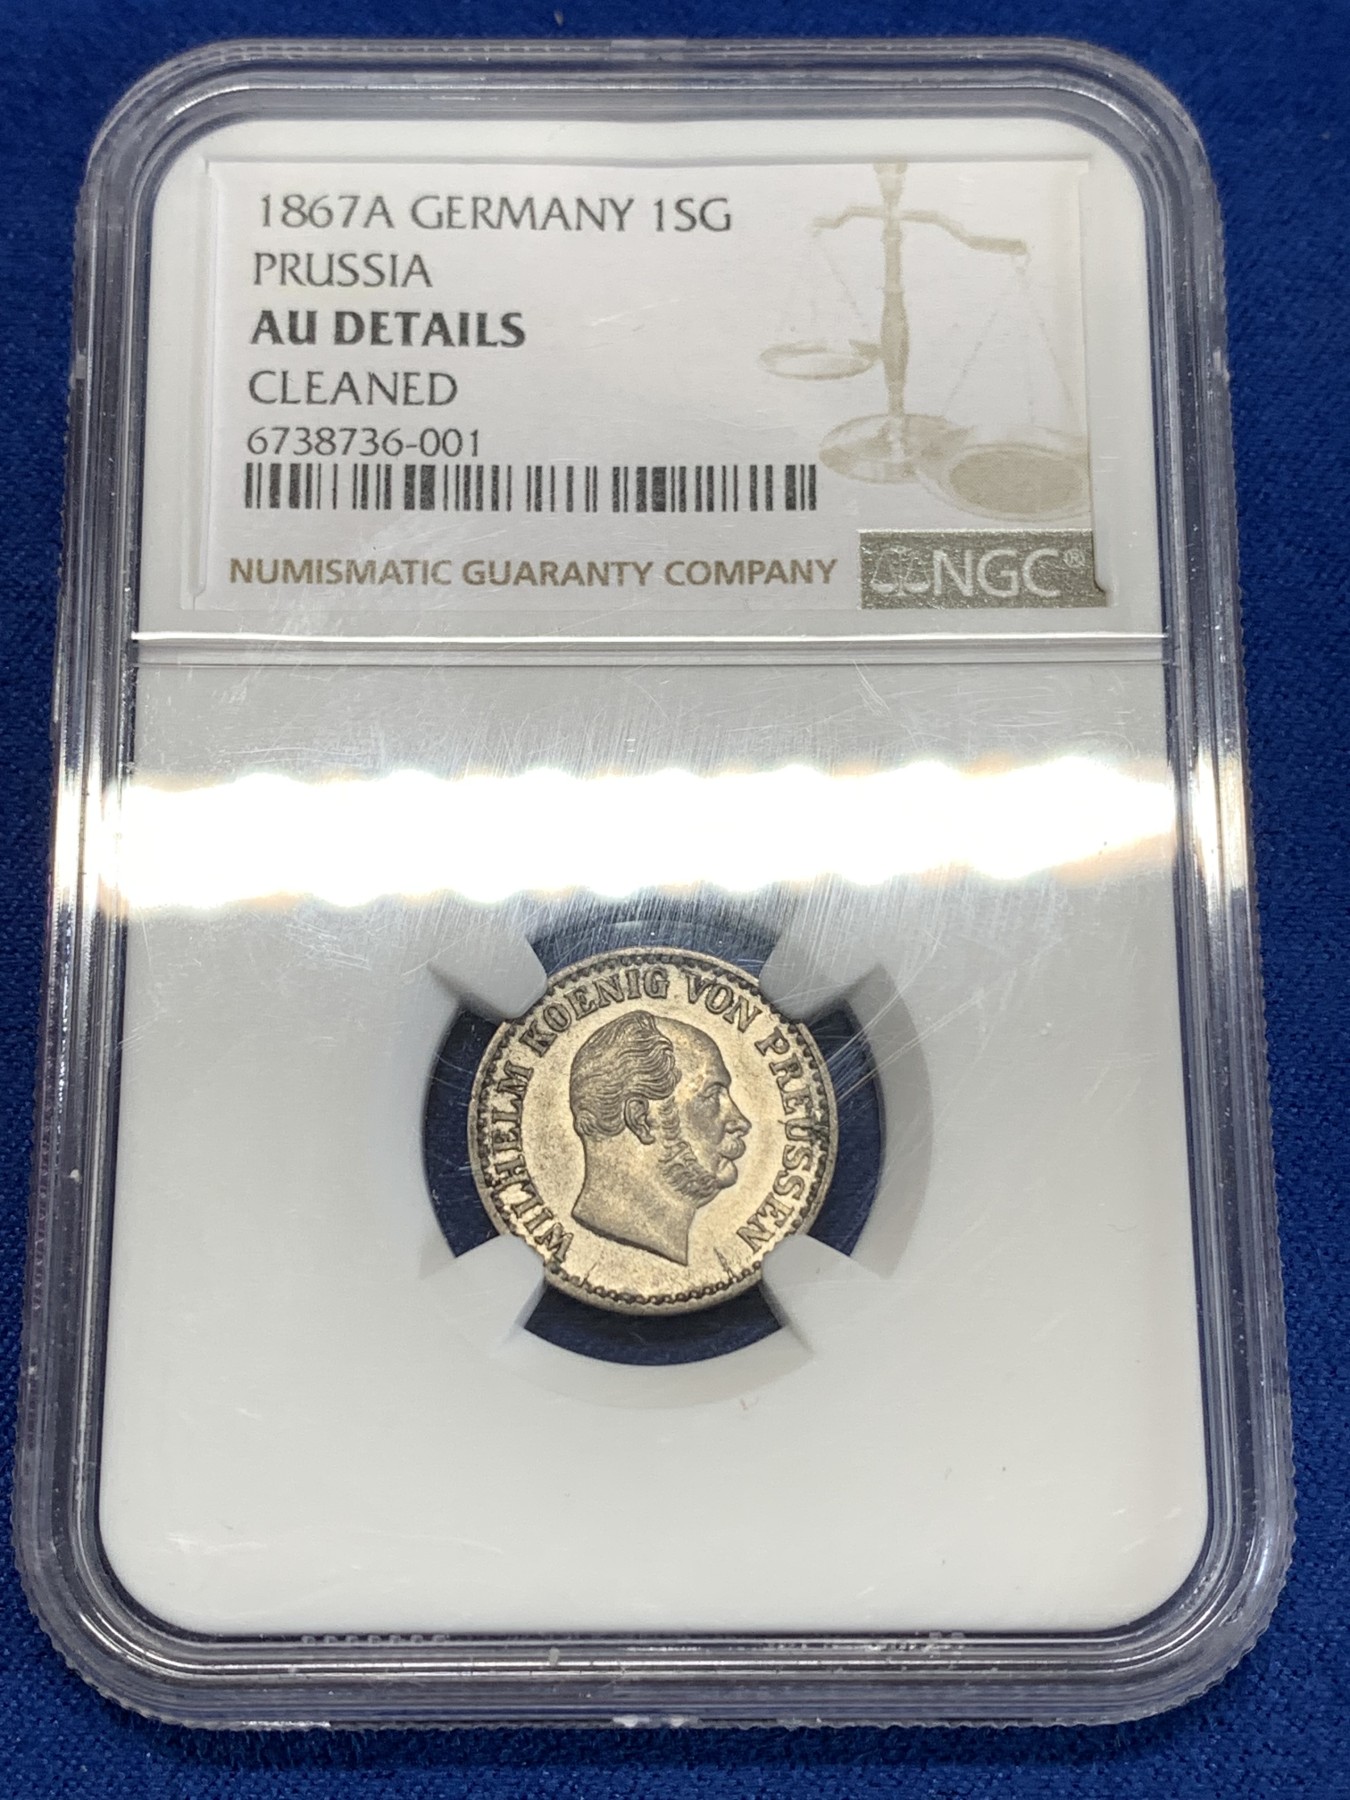 1867A GERMANY 1SG
PRUSSIA
AU DETAILS
CLEANED
6738736-001
NUMISMATIC GUARANTY COMPANY
NGC®
WILHELM KOENIG VON PREUSSEN